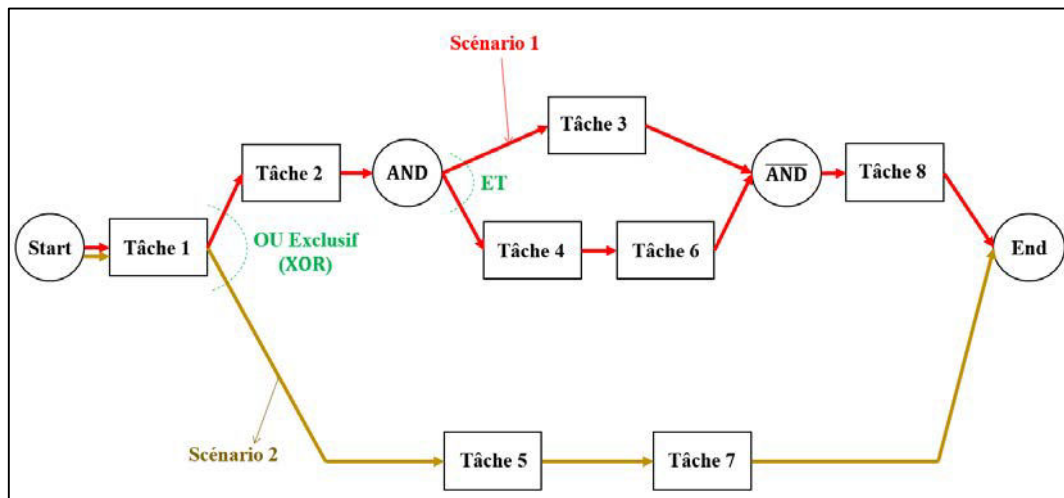 Scénario 1
Tâche 3
Tâche 2
AND
ET
A̅N̅D̅
Tâche 8
Start
Tâche 1
OU Exclusif
(XOR)
Tâche 4
Tâche 6
End
Scénario 2
Tâche 5
Tâche 7